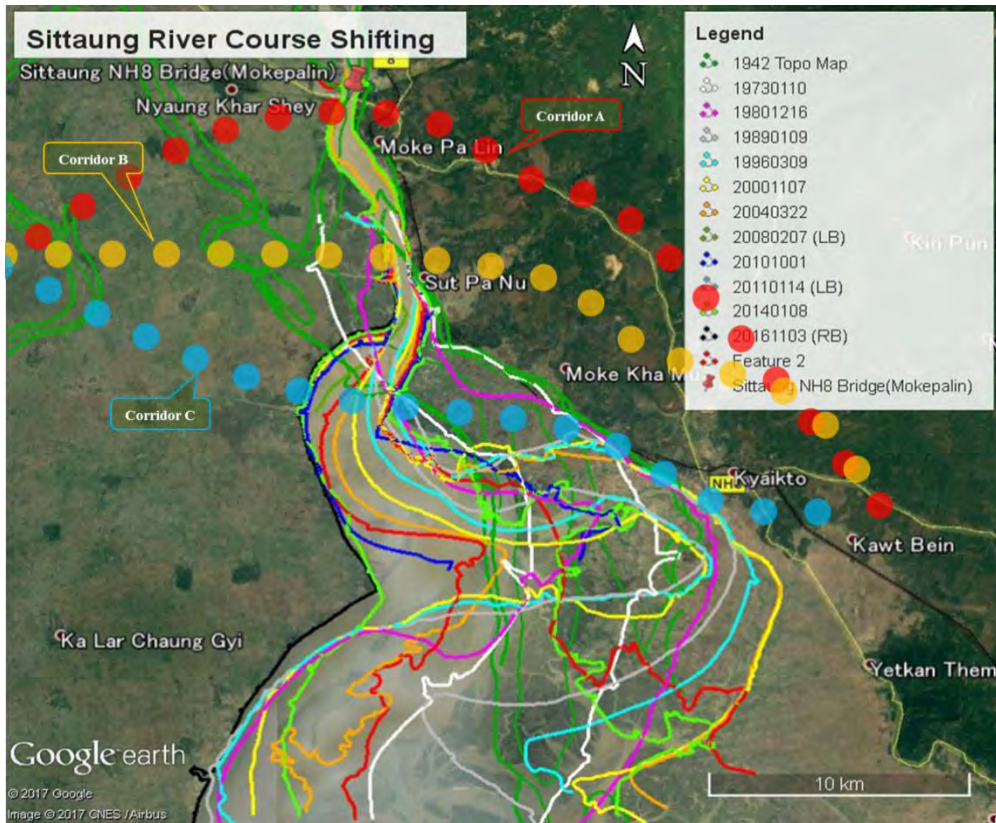 Sittaung River Course Shifting
Sittaung NH8 Bridge(Mokepalin)
8
Nyaung Khar Shey
Moke Pa Lin
Corridor A
Corridor B
Sut Pa Nu
Moke Kha Mu
Corridor C
NH8
Kyaikto
Kawt Bein
Ka Lar Chaung Gyi
Yetkan Them
Kin Pun
N
Legend
1942 Topo Map
19730110
19801216
19890109
19960309
20001107
20040322
20080207 (LB)
20101001
20110114 (LB)
20140108
20161103 (RB)
Feature 2
Sittaung NH8 Bridge(Mokepalin)
Google earth
© 2017 Google
Image © 2017 CNES / Airbus
10 km